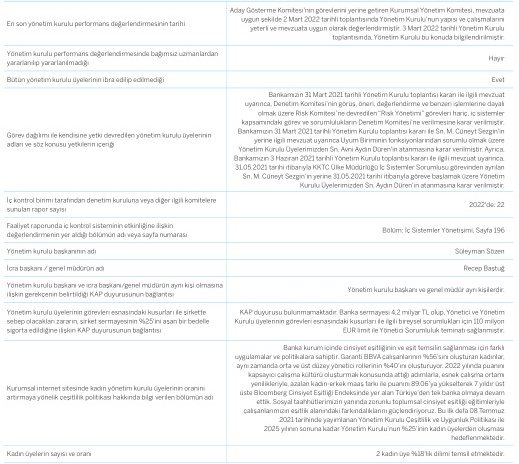 En son yönetim kurulu performans değerlendirmesinin tarihi
Aday Gösterme Komitesi'nin görevlerini yerine getiren Kurumsal Yönetim Komitesi, mevzuata
uygun şekilde 2 Mart 2022 tarihli toplantısında Yönetim Kurulu'nun yapısı ve çalışmalarını
yeterli ve mevzuata uygun olarak değerlendirmiştir. 3 Mart 2022 tarihli Yönetim Kurulu
toplantısında, Yönetim Kurulu bu konuda bilgilendirilmiştir.
Yönetim kurulu performans değerlendirmesinde bağımsız uzmanlardan
yararlanılıp yararlanılmadığı
Hayır
Bütün yönetim kurulu üyelerinin ibra edilip edilmediği
Evet
Görev dağılımı ile kendisine yetki devredilen yönetim kurulu üyelerinin
adları ve söz konusu yetkilerin içeriği
Bankamızın 31 Mart 2021 tarihli Yönetim Kurulu toplantısı kararı ile ilgili mevzuat
uyarınca, Denetim Komitesi'nin görüş, öneri, değerlendirme ve benzeri işlemlerine dayalı
olmak üzere Risk Komitesi'ne devredilen "Risk Yönetimi" görevleri hariç, iç sistemler
kapsamındaki görev ve sorumlulukların Denetim Komitesi'ne verilmesine karar verilmiştir.
Bankamızın 31 Mart 2021 tarihli Yönetim Kurulu toplantısı kararı ile Sn. M. Cüneyt Sezgin'in
yerine ilgili mevzuat uyarınca Uyum Biriminin fonksiyonlarından sorumlu olmak üzere
Yönetim Kurulu Üyelerimizden Sn. Avni Aydın Düren'in atanmasına karar verilmiştir. Ayrıca,
Bankamızın 3 Haziran 2021 tarihli Yönetim Kurulu toplantısı kararı ile ilgili mevzuat uyarınca,
31.05.2021 tarihi itibarıyla KKTC Ülke Müdürlüğü İç Sistemler Sorumlusu görevinden ayrılan
Sn. M. Cüneyt Sezgin'in yerine 31.05.2021 tarihi itibarıyla göreve başlamak üzere Yönetim
Kurulu Üyelerimizden Sn. Aydın Düren'in atanmasına karar verilmiştir.
İç kontrol birimi tarafından denetim kuruluna veya diğer ilgili komitelere
sunulan rapor sayısı
2022'de: 22
Faaliyet raporunda iç kontrol sisteminin etkinliğine ilişkin
değerlendirmenin yer aldığı bölümün adı veya sayfa numarası
Bölüm: İç Sistemler Yönetişimi, Sayfa 196
Yönetim kurulu başkanının adı
Süleyman Sözen
İcra başkanı / genel müdürün adı
Recep Baştuğ
Yönetim kurulu başkanı ve icra başkanı/genel müdürün aynı kişi olmasına
ilişkin gerekçenin belirtildiği KAP duyurusunun bağlantısı
Yönetim kurulu başkanı ve genel müdür ayrı kişilerdir.
Yönetim kurulu üyelerinin görevleri esnasındaki kusurları ile şirkette
sebep olacakları zararın, şirket sermayesinin %25'ini aşan bir bedelle
sigorta edildiğine ilişkin KAP duyurusunun bağlantısı
KAP duyurusu bulunmamaktadır. Banka sermayesi 4,2 milyar TL olup, Yönetici ve Yönetim
Kurulu üyelerinin görevleri esnasındaki kusurları ile ilgili bireysel sorumlulukları için 110 milyon
EUR limit ile Yönetici Sorumluluk teminatı sağlanmıştır.
Kurumsal internet sitesinde kadın yönetim kurulu üyelerinin oranını
artırmaya yönelik çeşitlilik politikası hakkında bilgi verilen bölümün adı
Banka kurum içinde cinsiyet eşitliğinin ve eşit temsilin sağlanması için farklı
uygulamalar ve politikalara sahiptir. Garanti BBVA çalışanlarının %56'sını oluşturan kadınlar,
aynı zamanda orta ve üst düzey yönetici rollerinin %40'ını oluşturuyor. 2022 yılında puanını
kapsayıcı çalışma kültürü oluşturmak konusunda attığı adımlarla, esnek çalışma ortamı
yenilikleriyle, azalan kadın-erkek maaş farkı ile puanını 89.06'ya yükselterek 7 yıldır üst
üste Bloomberg Cinsiyet Eşitliği Endeksinde yer alan Türkiye'den tek banka olmaya devam
ettik. Sosyal taahhütlerimizin yanında zorunlu toplumsal cinsiyet eşitliği eğitimleriyle
çalışanlarımızın eşitlik alanındaki farkındalıklarını güçlendiriyoruz. Bu ilk defa 08 Temmuz
2021 tarihinde yayımlanan Yönetim Kurulu Çeşitlilik ve Uygunluk Politikası ile
2025 yılının sonuna kadar Yönetim Kurulu'nun %25'inin kadın üyelerden oluşması
hedeflenmektedir.
Kadın üyelerin sayısı ve oranı
2 kadın üye %18'lik dilimi temsil etmektedir.